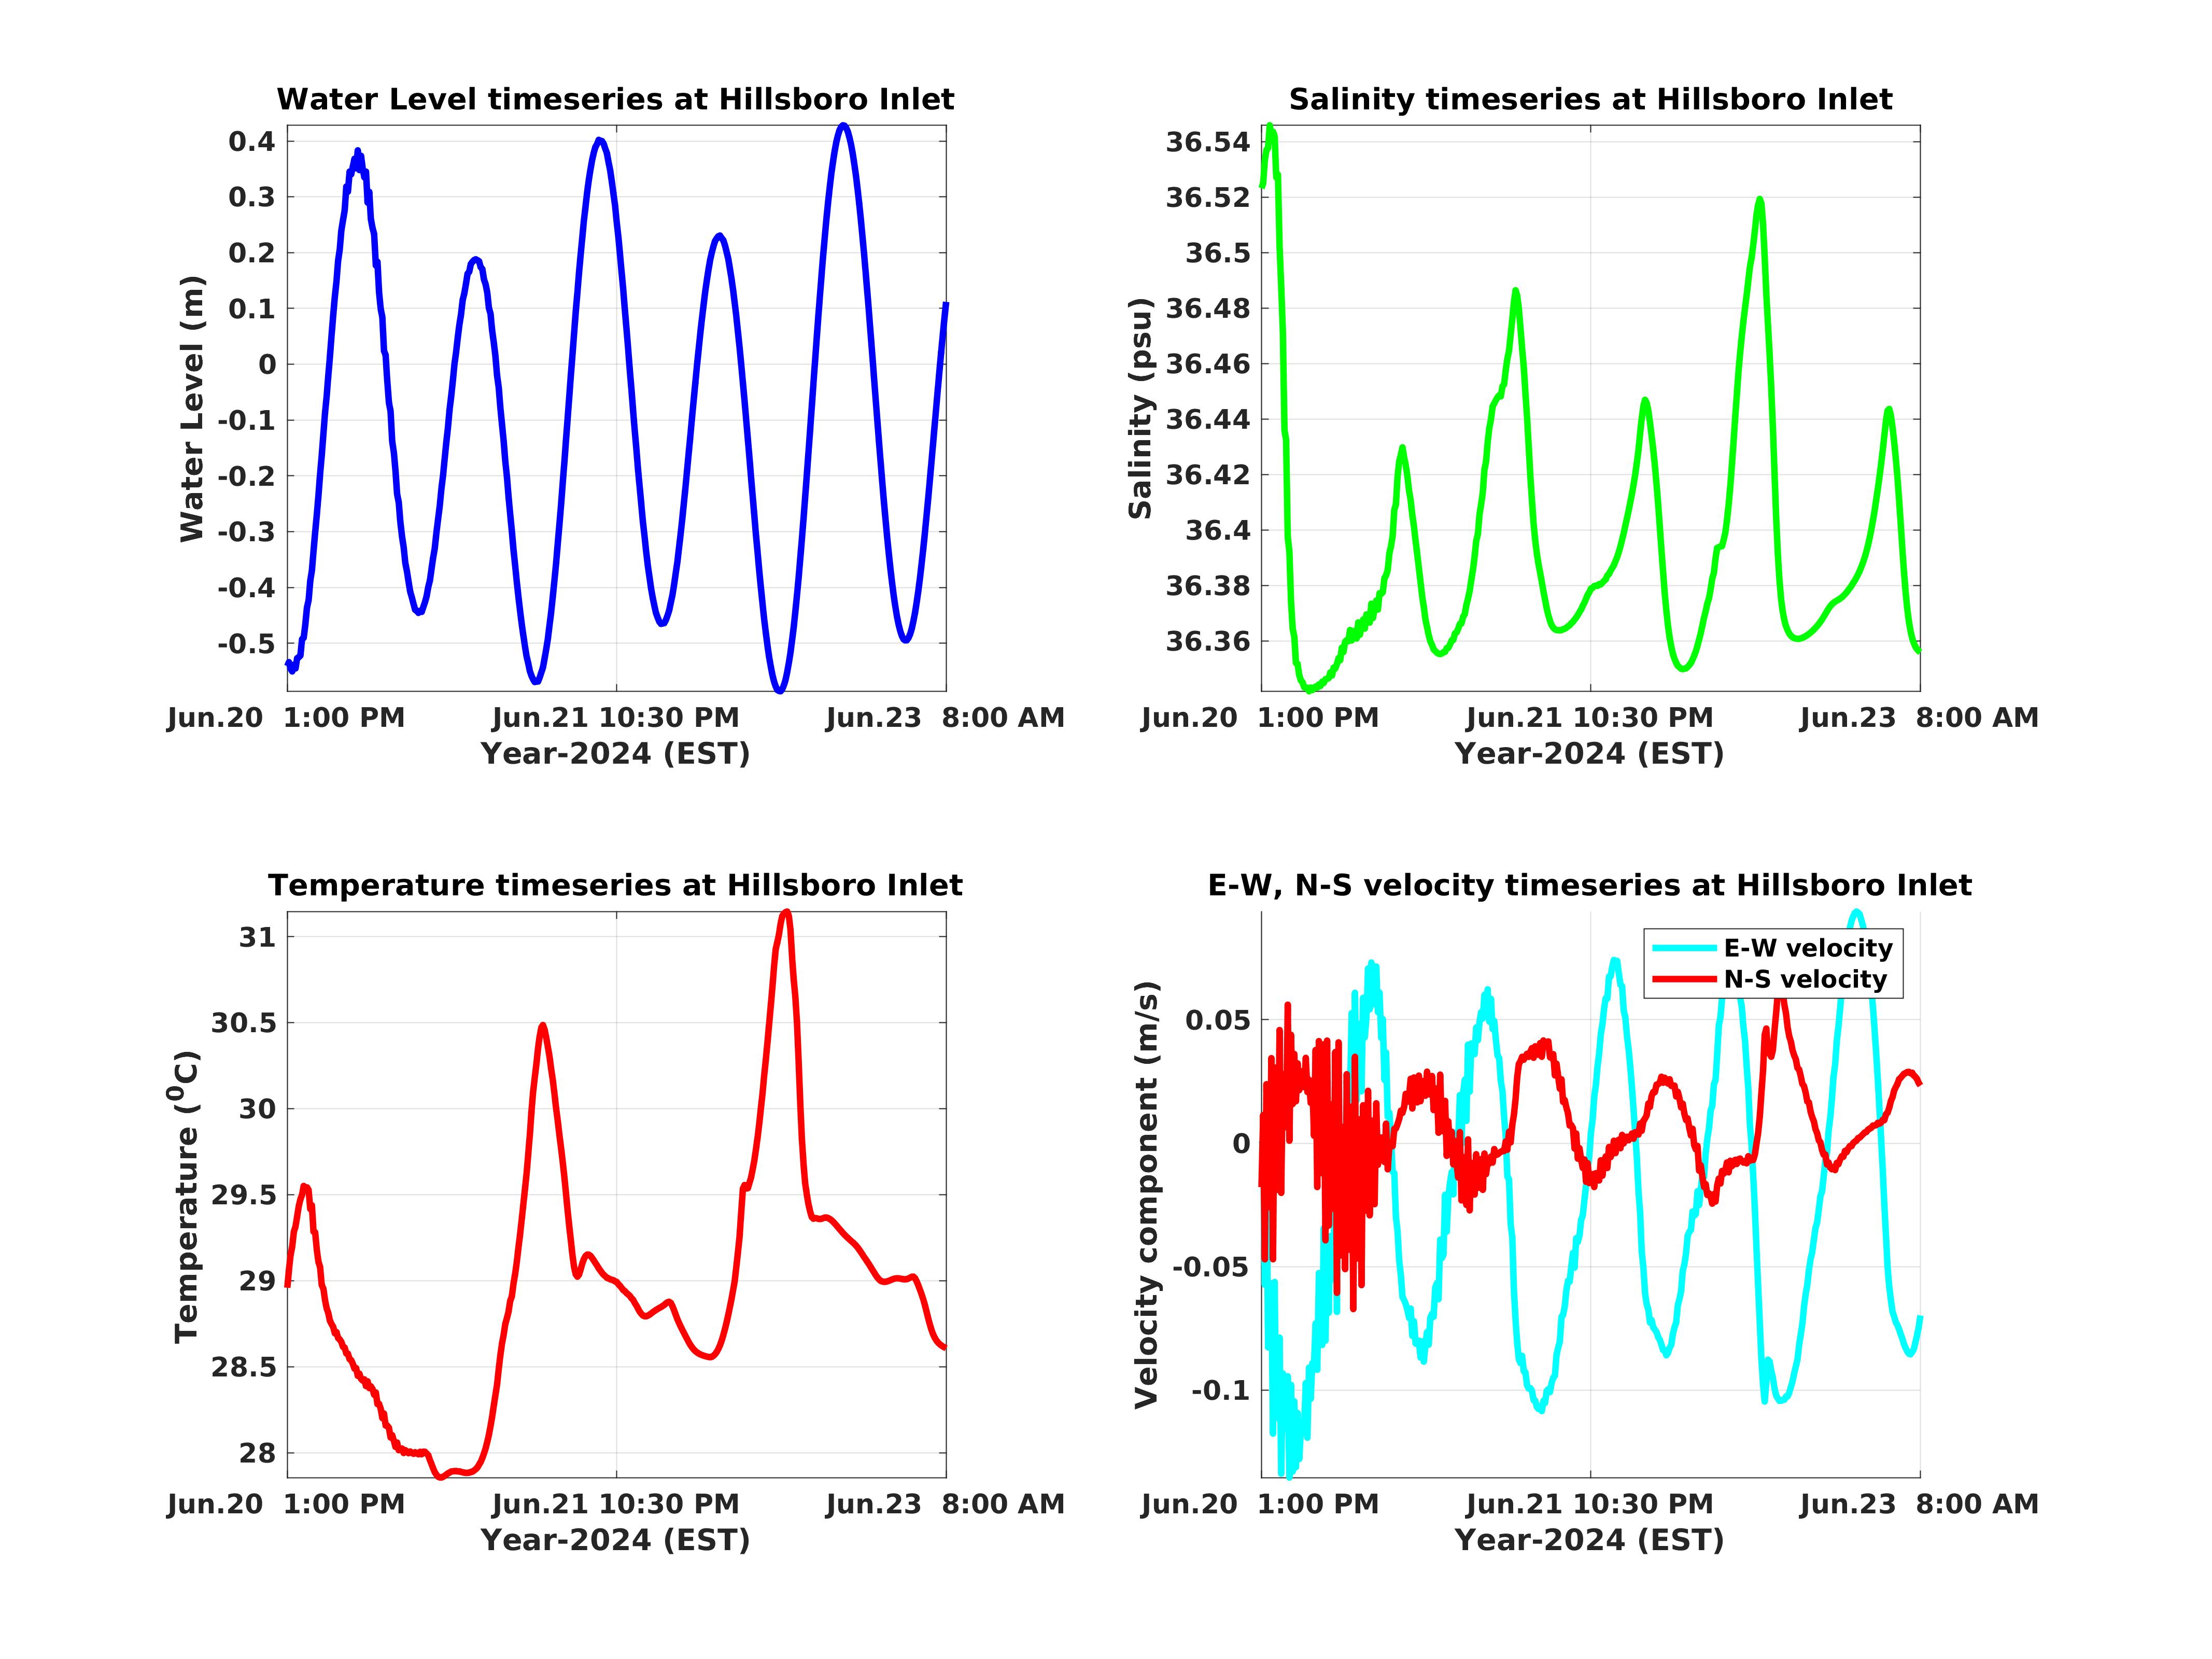 Water Level timeseries at Hillsboro Inlet
0.4
0.3
0.2
0.1
0
-0.1
-0.2
-0.3
-0.4
-0.5
Water Level (m)
Jun.20 1:00 PM Jun.21 10:30 PM Jun.23 8:00 AM
Year-2024 (EST)
Salinity timeseries at Hillsboro Inlet
36.54
36.52
36.5
36.48
36.46
36.44
36.42
36.4
36.38
36.36
Salinity (psu)
Jun.20 1:00 PM Jun.21 10:30 PM Jun.23 8:00 AM
Year-2024 (EST)
Temperature timeseries at Hillsboro Inlet
31
30.5
30
29.5
29
28.5
28
Temperature (⁰C)
Jun.20 1:00 PM Jun.21 10:30 PM Jun.23 8:00 AM
Year-2024 (EST)
E-W, N-S velocity timeseries at Hillsboro Inlet
E-W velocity
N-S velocity
0.05
0
-0.05
-0.1
Velocity component (m/s)
Jun.20 1:00 PM Jun.21 10:30 PM Jun.23 8:00 AM
Year-2024 (EST)